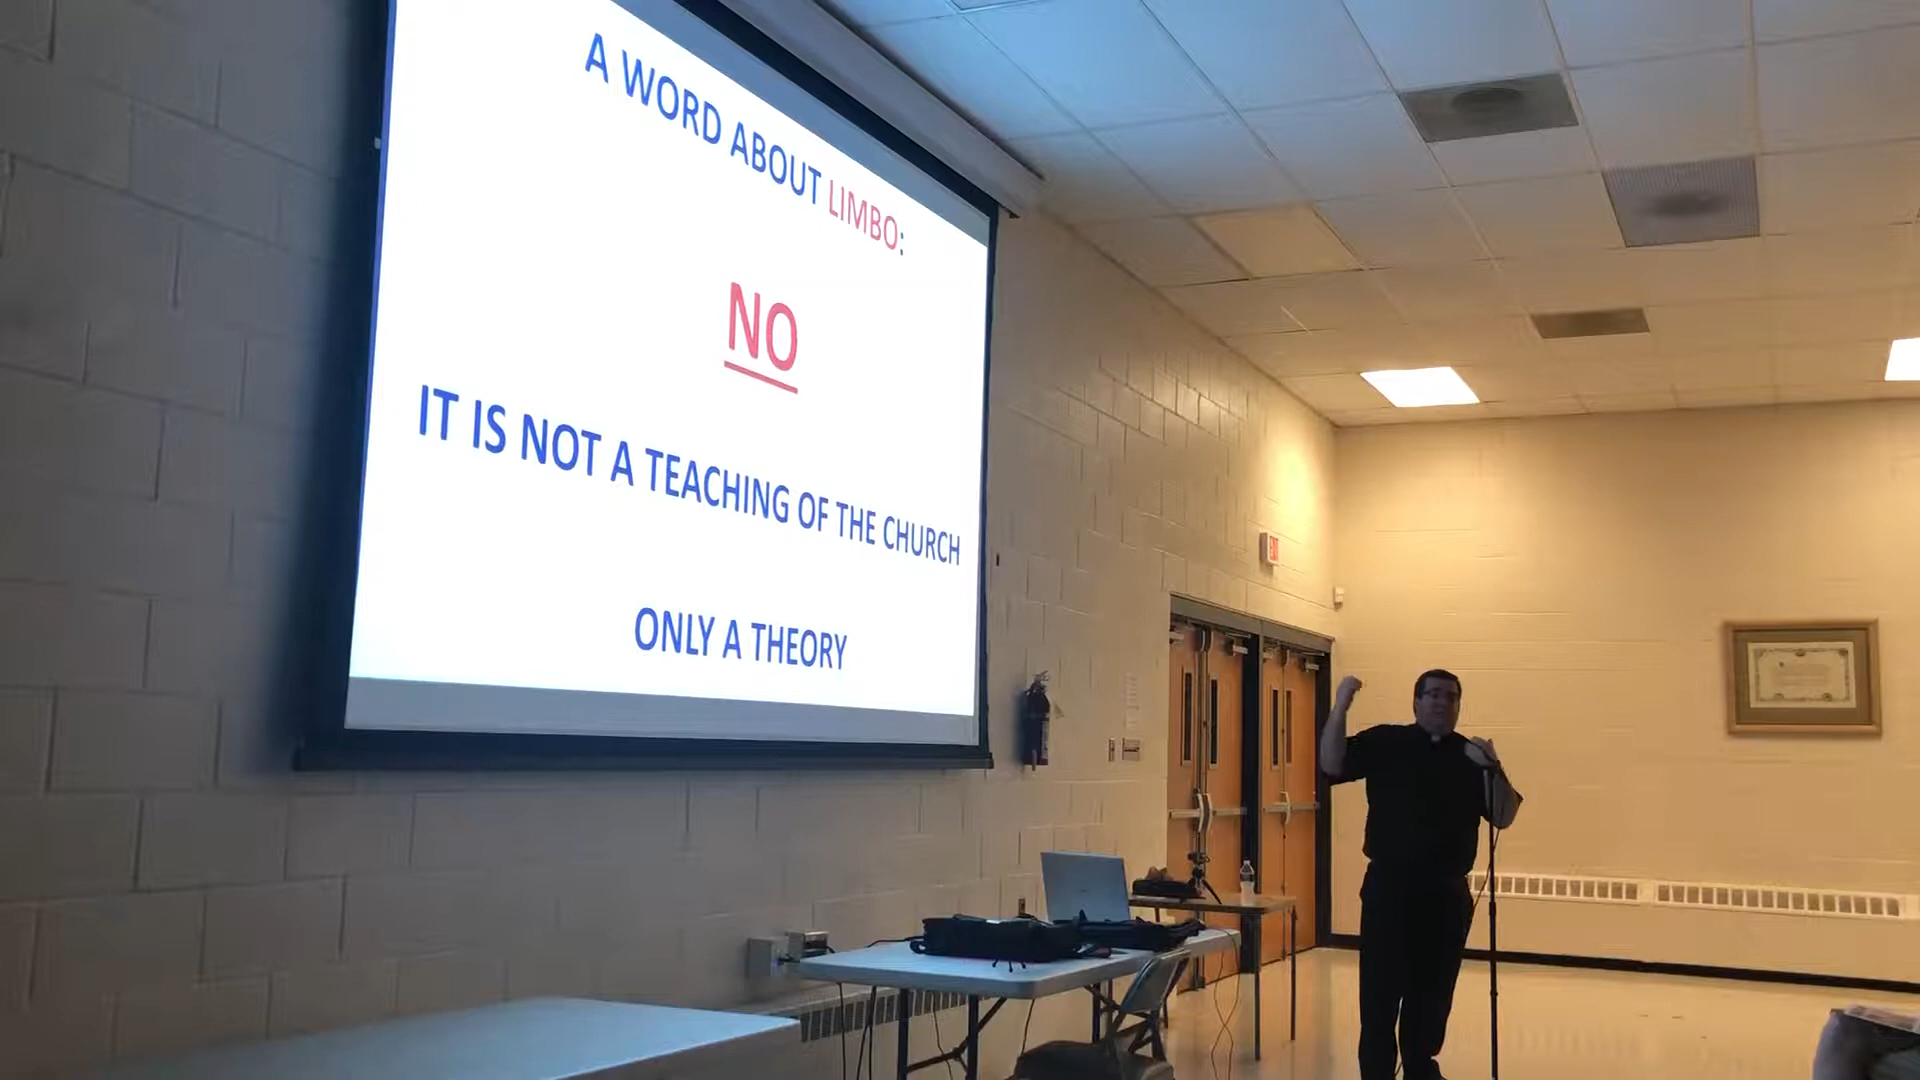 A WORD ABOUT LIMBO:
NO
IT IS NOT A TEACHING OF THE CHURCH
ONLY A THEORY